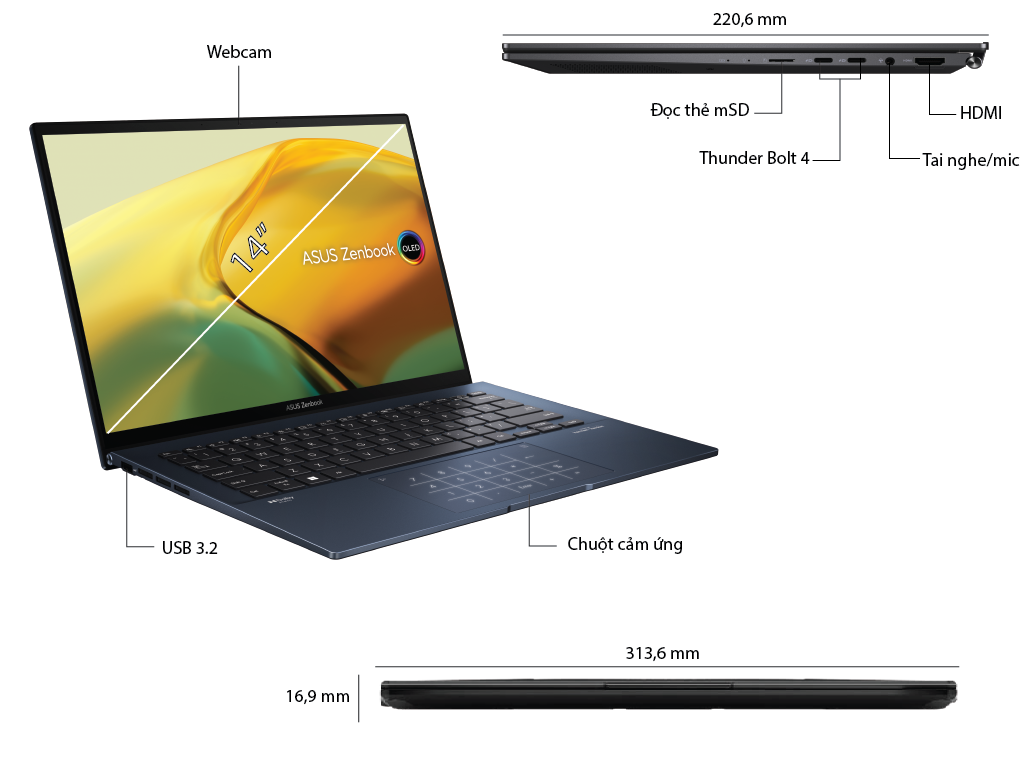 220,6 mm
Webcam
Đọc thẻ mSD
HDMI
Thunder Bolt 4
Tai nghe/mic
14"
ASUS Zenbook OLED
ASUS Zenbook
USB 3.2
Chuột cảm ứng
313,6 mm
16,9 mm